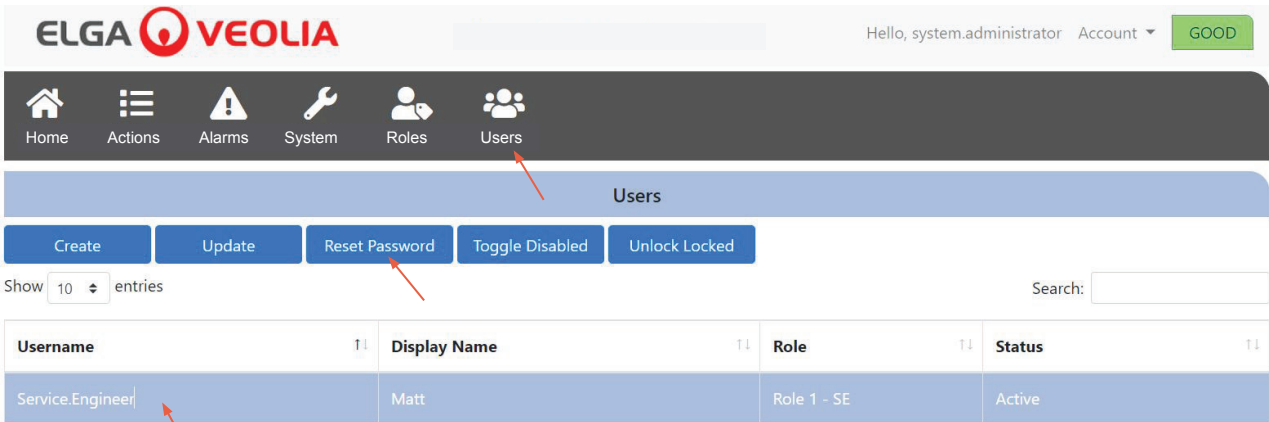 ELGA VEOLIA
Hello, system.administrator Account GOOD
Home Actions Alarms System Roles Users
Users
Create Update Reset Password Toggle Disabled Unlock Locked
Show 10 entries Search:
Username Display Name Role Status
Service.Engineer Matt Role 1 - SE Active